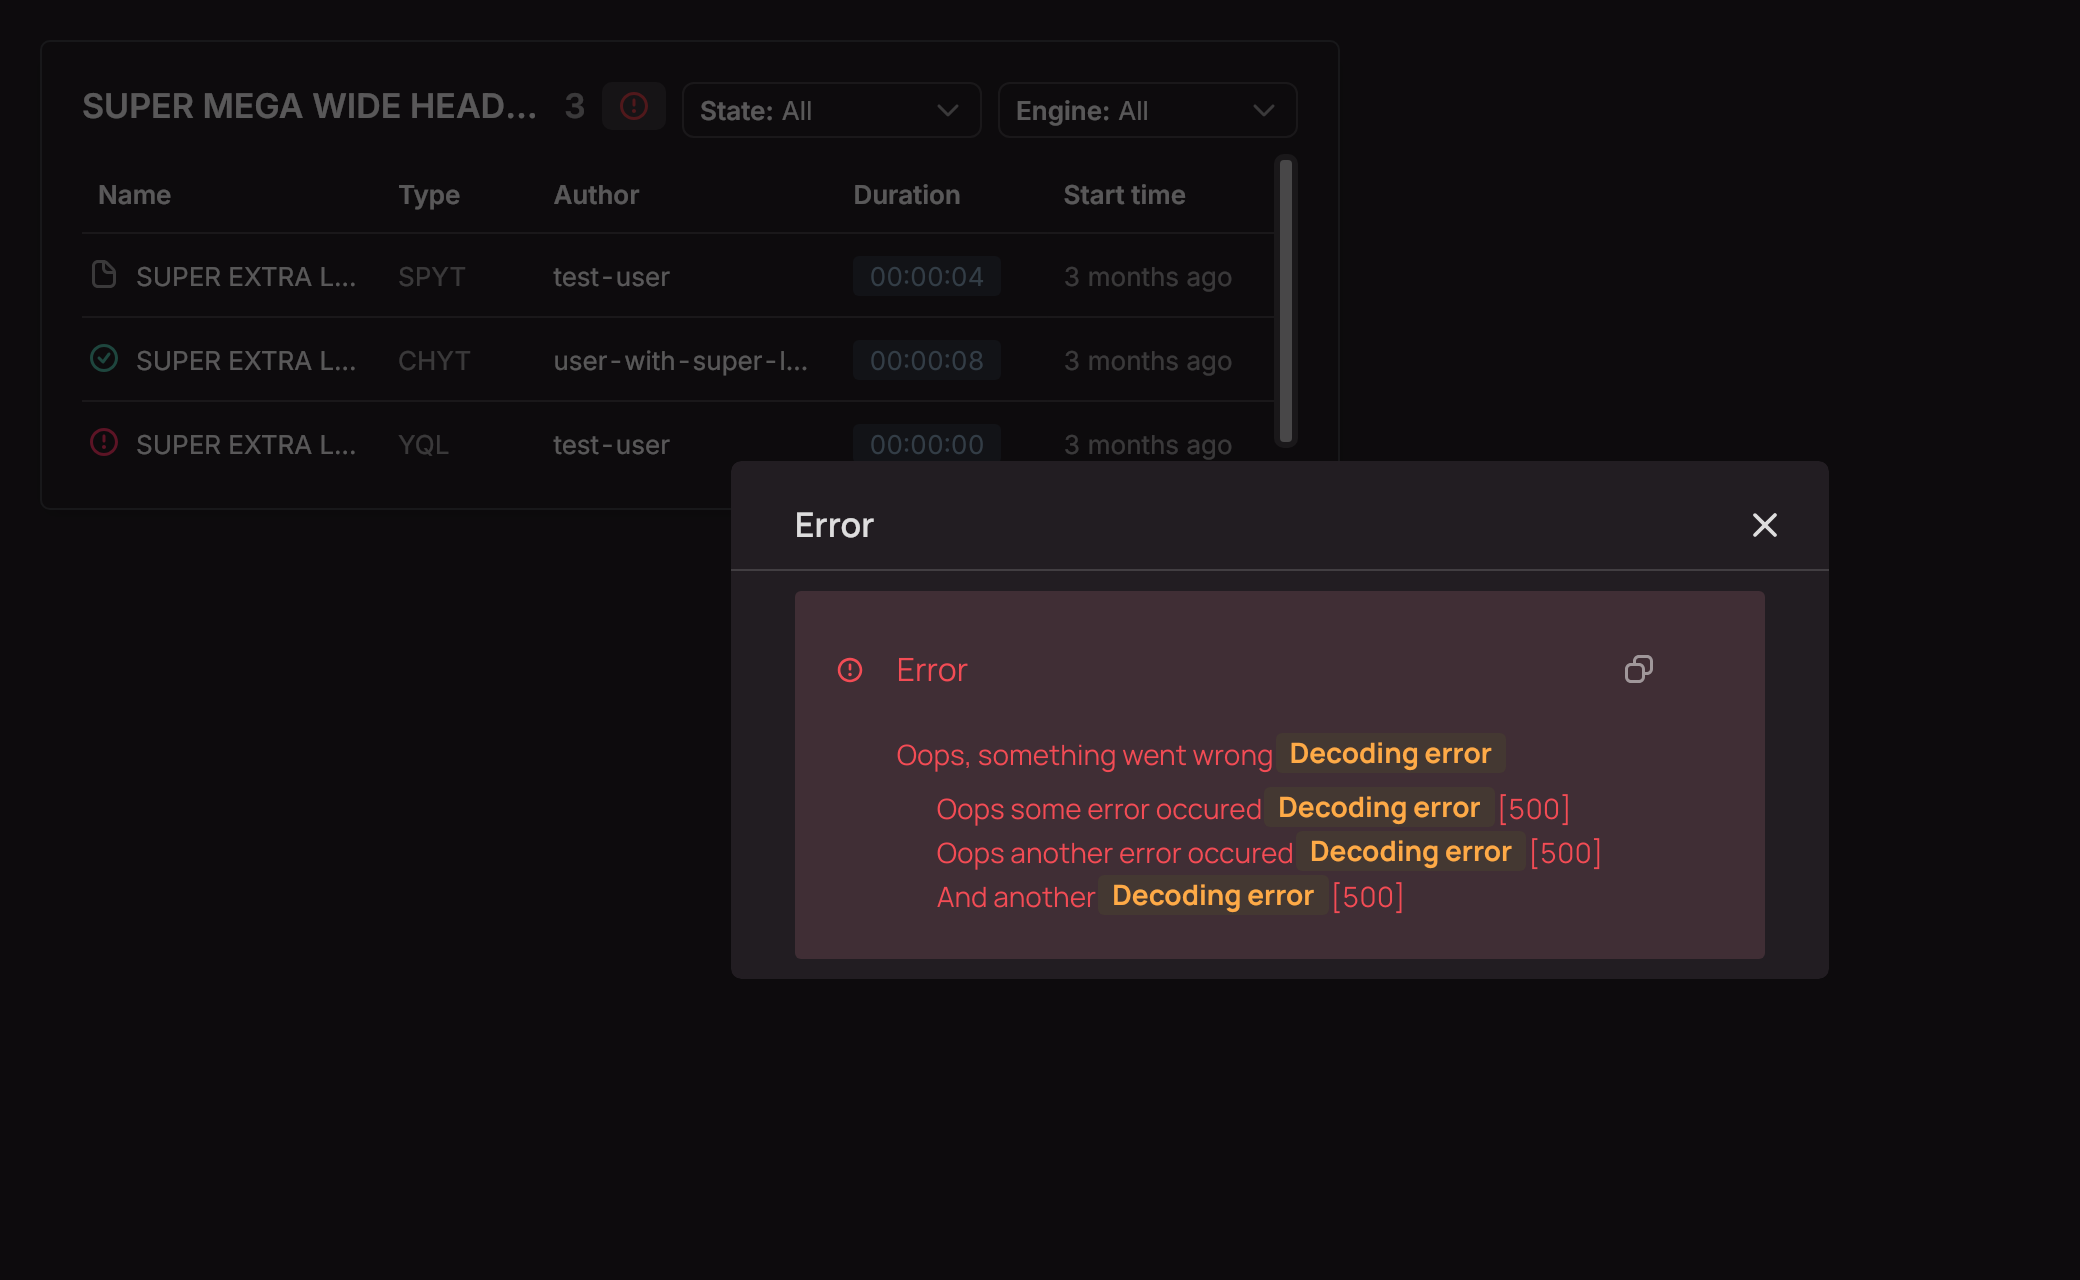 SUPER MEGA WIDE HEAD... 3 State: All Engine: All
Name Type Author Duration Start time
SUPER EXTRA L... SPYT test-user 00:00:04 3 months ago
SUPER EXTRA L... CHYT user-with-super-l... 00:00:08 3 months ago
SUPER EXTRA L... YQL test-user 00:00:00 3 months ago
Error
Error
Oops, something went wrong Decoding error
Oops some error occured Decoding error [500]
Oops another error occured Decoding error [500]
And another Decoding error [500]